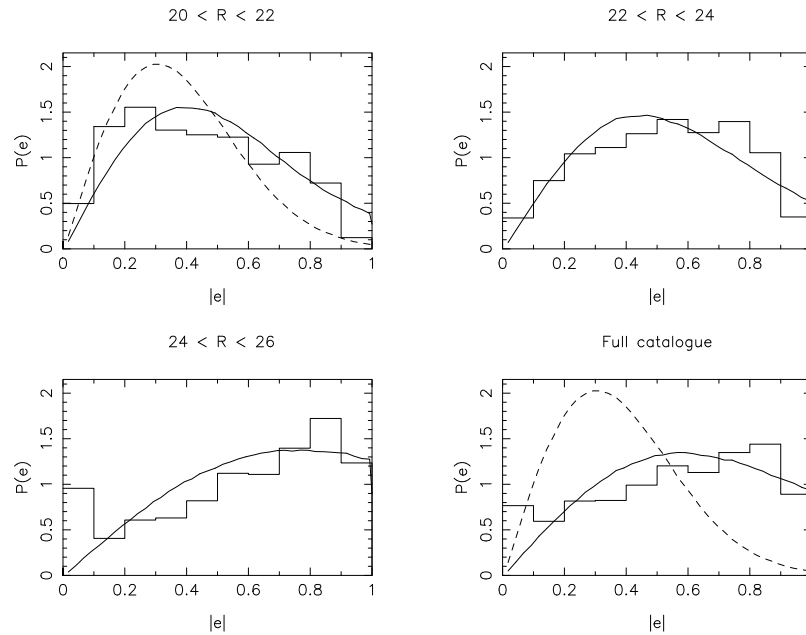 20 < R < 22
P(e)
2
1.5
1
0.5
0
0 0.2 0.4 0.6 0.8 1
|e|
22 < R < 24
P(e)
2
1.5
1
0.5
0
0 0.2 0.4 0.6 0.8
|e|
24 < R < 26
P(e)
2
1.5
1
0.5
0
0 0.2 0.4 0.6 0.8 1
|e|
Full catalogue
P(e)
2
1.5
1
0.5
0
0 0.2 0.4 0.6 0.8
|e|